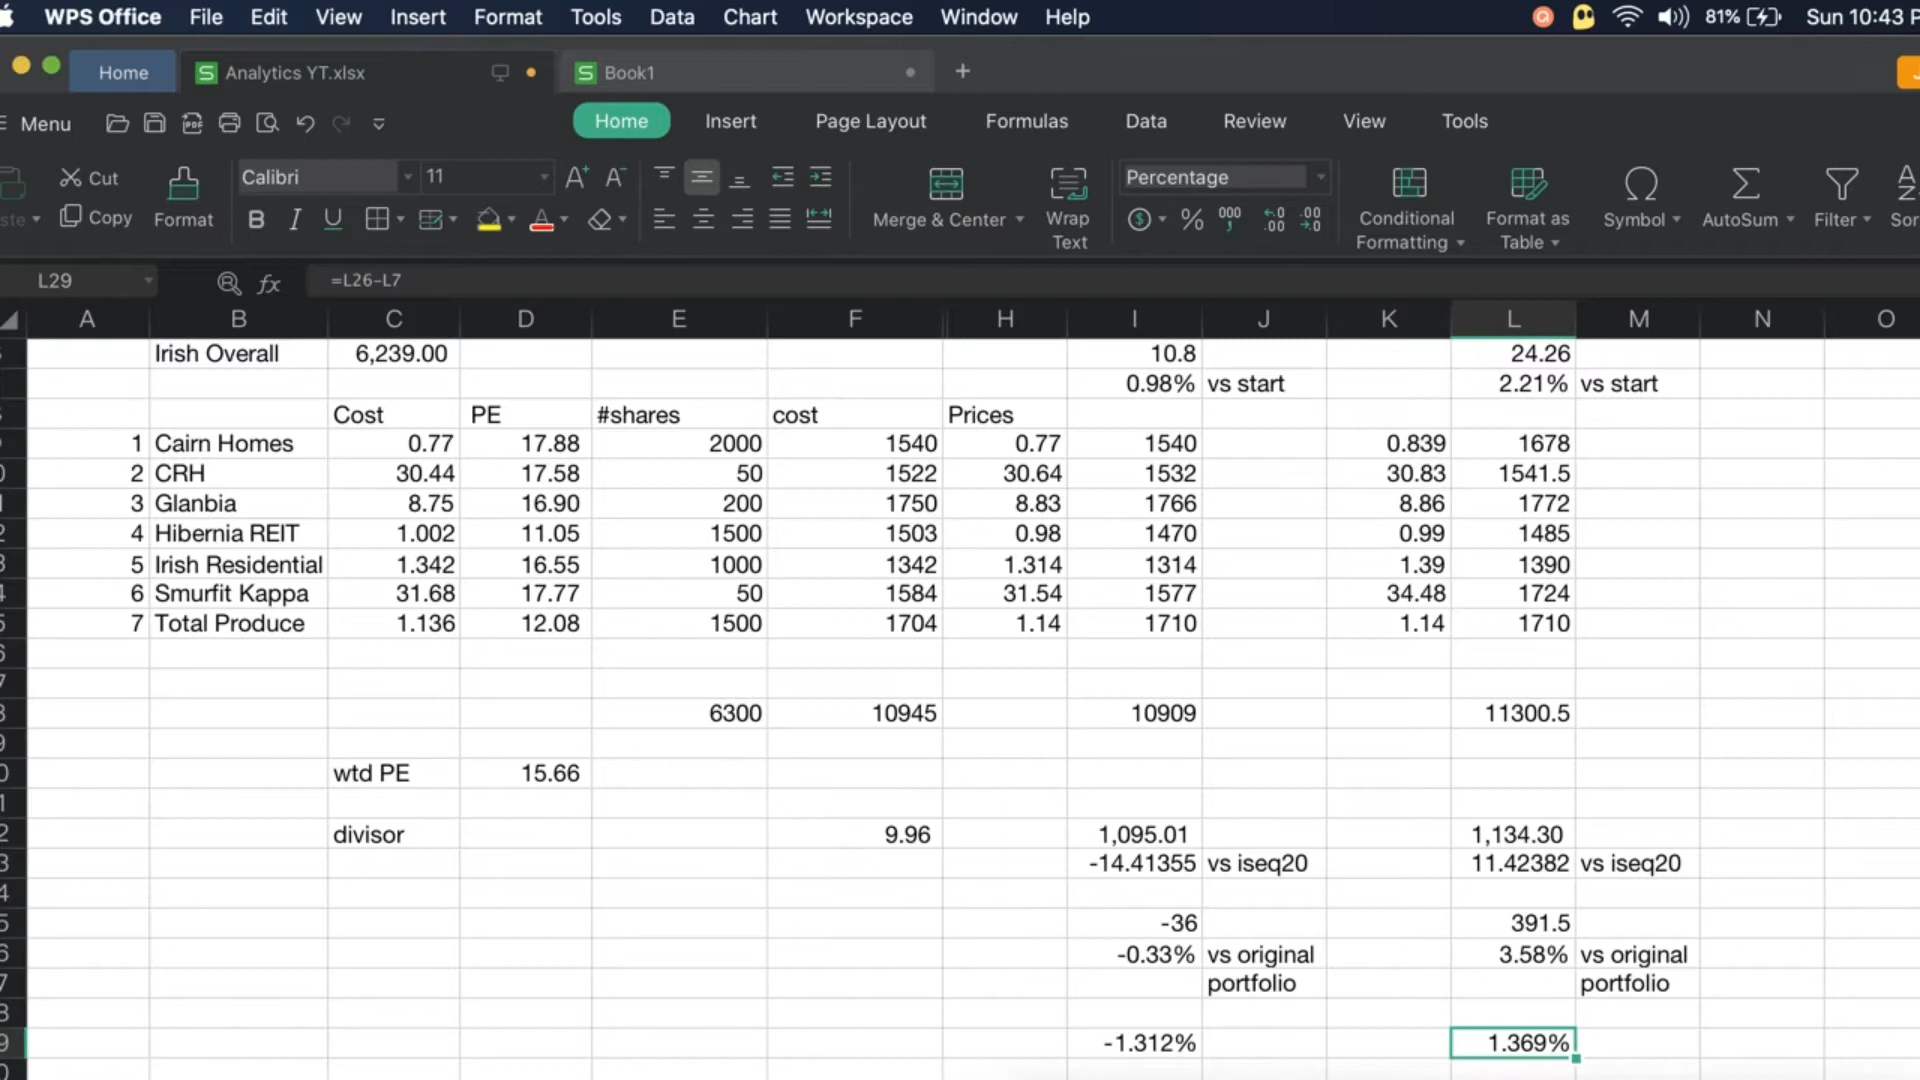 WPS Office File Edit View Insert Format Tools Data Chart Workspace Window Help 81% Sun 10:43 P
Home Analytics YT.xlsx Book1 +
Menu Home Insert Page Layout Formulas Data Review View Tools
Cut Calibri 11 Percentage
ste Copy Format Merge & Center Wrap Text Conditional Formatting Format as Table Symbol AutoSum Filter Sor
B I U
L29 fx =L26-L7
A B C D E F H I J K L M N O
Irish Overall 6,239.00 10.8 24.26
0.98% vs start 2.21% vs start
Cost PE #shares cost Prices
1 Cairn Homes 0.77 17.88 2000 1540 0.77 1540 0.839 1678
2 CRH 30.44 17.58 50 1522 30.64 1532 30.83 1541.5
3 Glanbia 8.75 16.90 200 1750 8.83 1766 8.86 1772
4 Hibernia REIT 1.002 11.05 1500 1503 0.98 1470 0.99 1485
5 Irish Residential 1.342 16.55 1000 1342 1.314 1314 1.39 1390
6 Smurfit Kappa 31.68 17.77 50 1584 31.54 1577 34.48 1724
7 Total Produce 1.136 12.08 1500 1704 1.14 1710 1.14 1710
6300 10945 10909 11300.5
wtd PE 15.66
divisor 9.96 1,095.01 1,134.30
-14.41355 vs iseq20 11.42382 vs iseq20
-36 391.5
-0.33% vs original 3.58% vs original
portfolio portfolio
-1.312% 1.369%